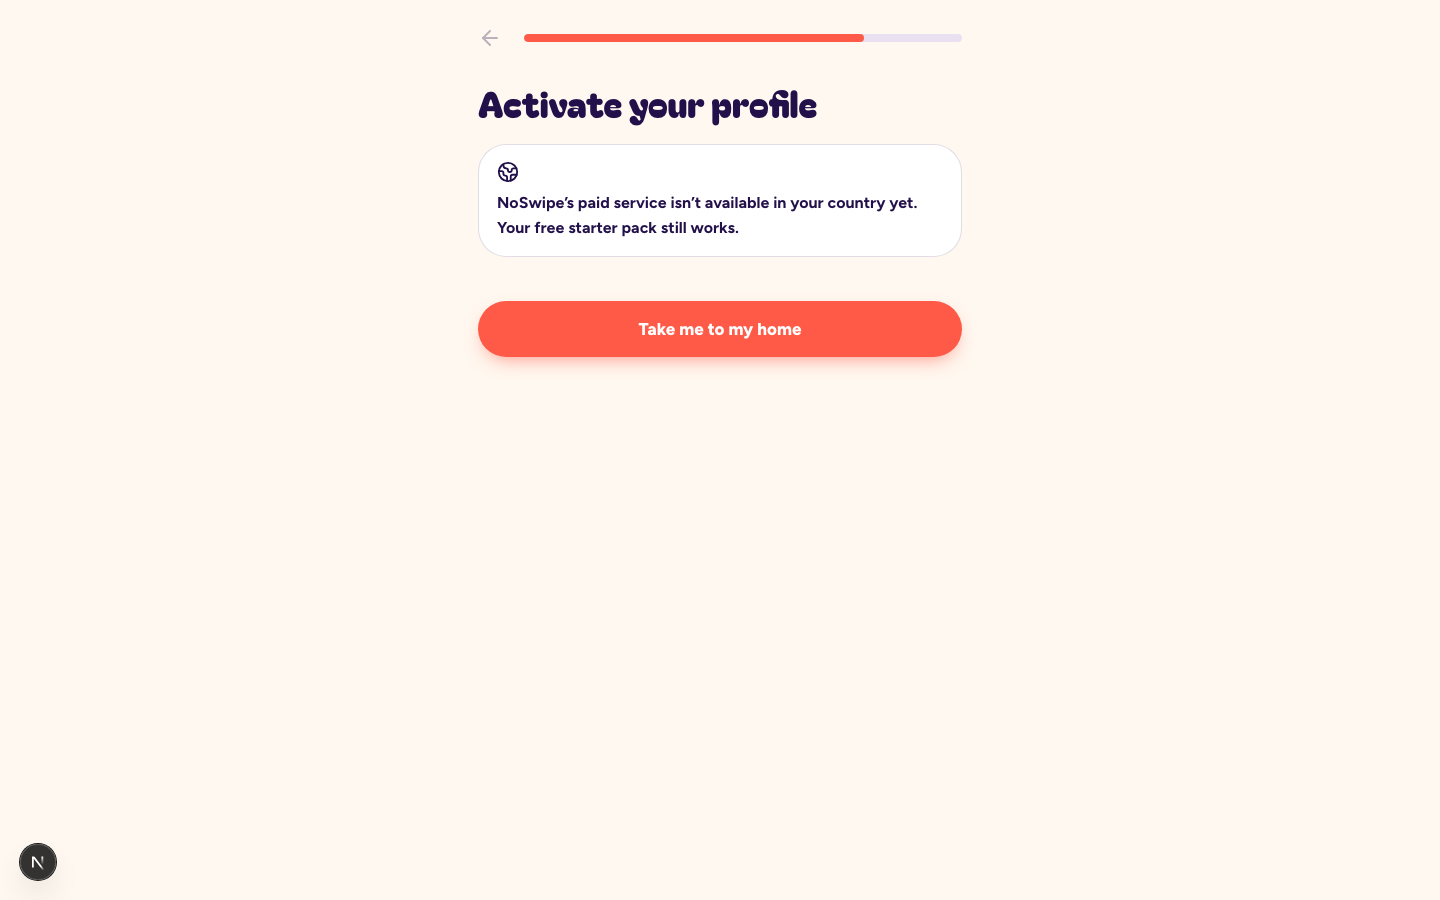 Activate your profile
NoSwipe’s paid service isn’t available in your country yet.
Your free starter pack still works.
Take me to my home
N